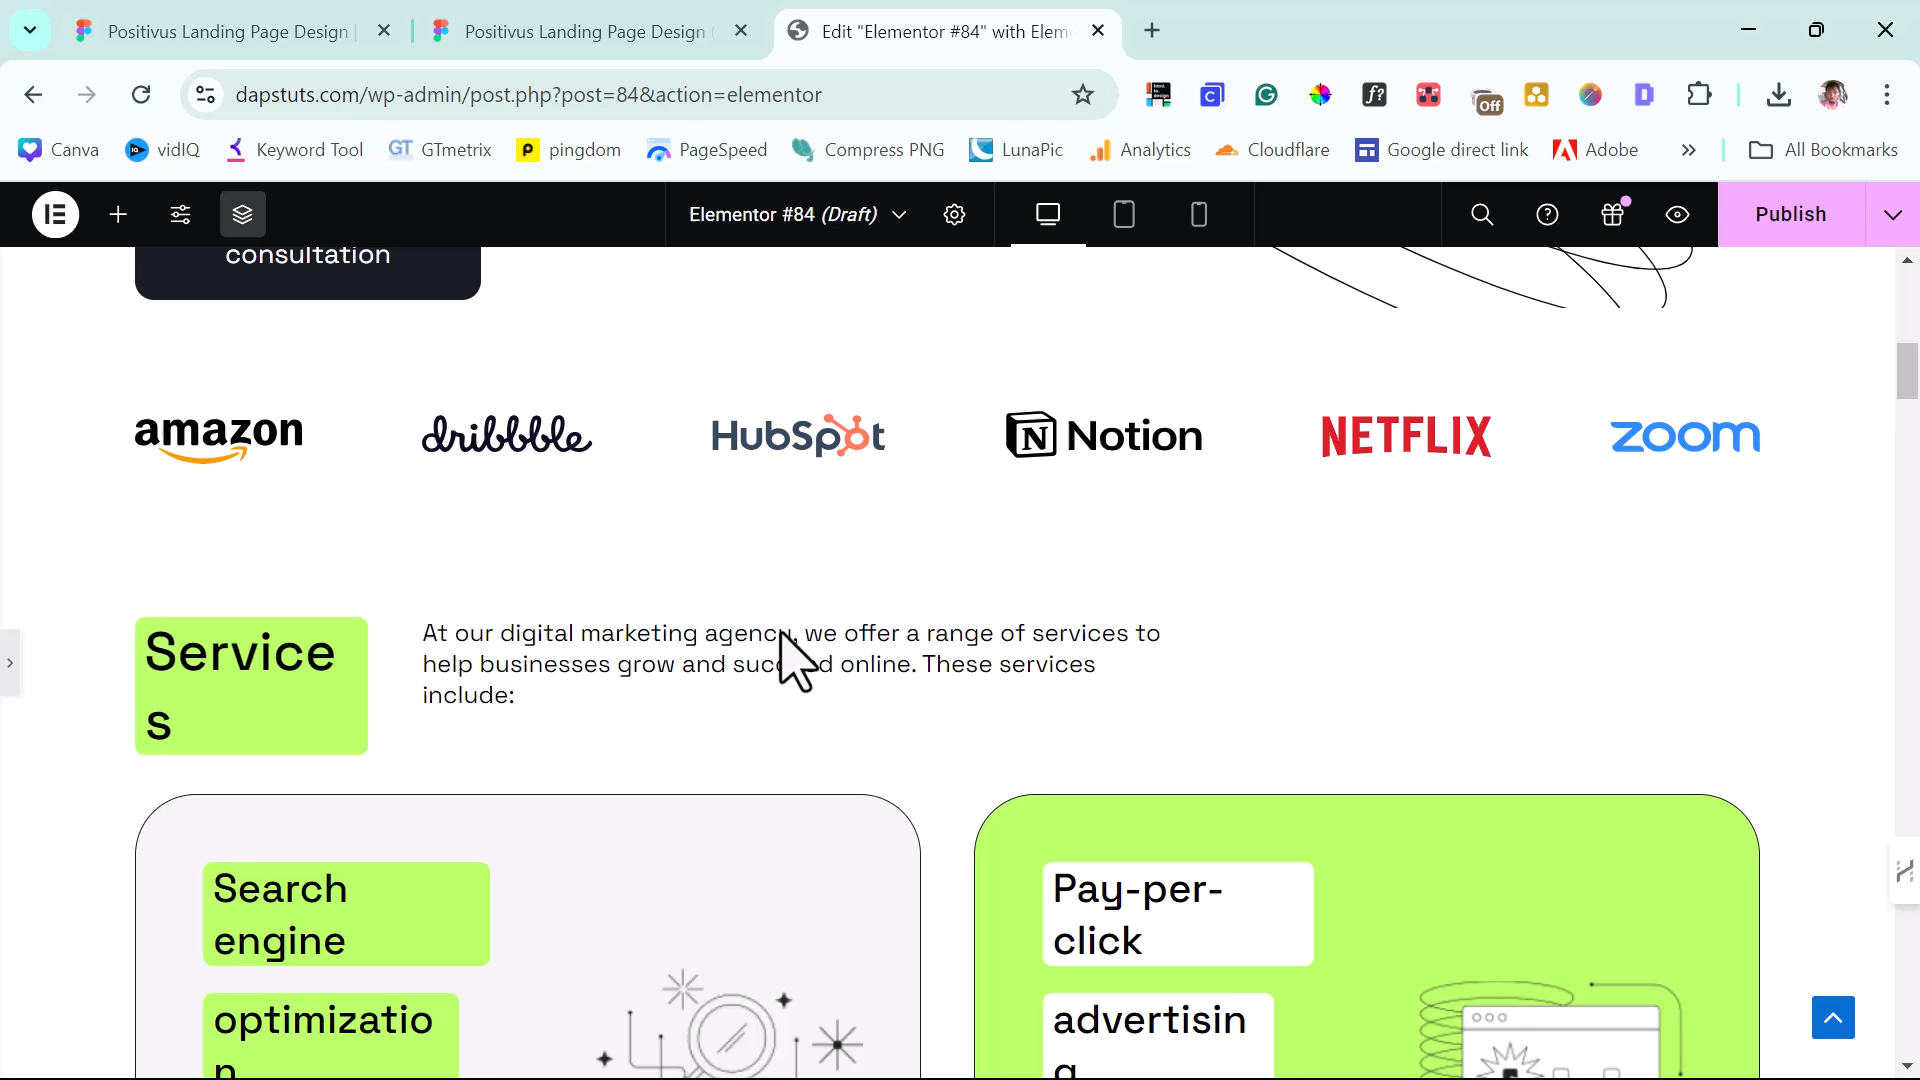 Positivus Landing Page Design
Positivus Landing Page Design (
Edit "Elementor #84" with Elem
dapstuts.com/wp-admin/post.php?post=84&action=elementor
Off
Canva
vidIQ
Keyword Tool
GT GTmetrix
pingdom
PageSpeed
Compress PNG
LunaPic
Analytics
Cloudflare
Google direct link
Adobe
All Bookmarks
Elementor #84 (Draft)
Publish
consultation
amazon
dribbble
HubSpot
Notion
NETFLIX
zoom
Service
s
At our digital marketing agency, we offer a range of services to
help businesses grow and succeed online. These services
include:
Search
engine
optimizatio
n
Pay-per-
click
advertisin
g